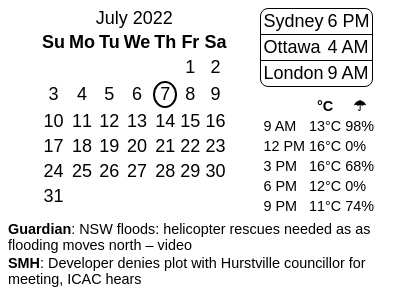 July 2022
Su Mo Tu We Th Fr Sa
1 2
3 4 5 6 7 8 9
10 11 12 13 14 15 16
17 18 19 20 21 22 23
24 25 26 27 28 29 30
31
Sydney 6 PM
Ottawa 4 AM
London 9 AM
°C ☂
9 AM 13°C 98%
12 PM 16°C 0%
3 PM 16°C 68%
6 PM 12°C 0%
9 PM 11°C 74%
Guardian: NSW floods: helicopter rescues needed as as
flooding moves north – video
SMH: Developer denies plot with Hurstville councillor for
meeting, ICAC hears